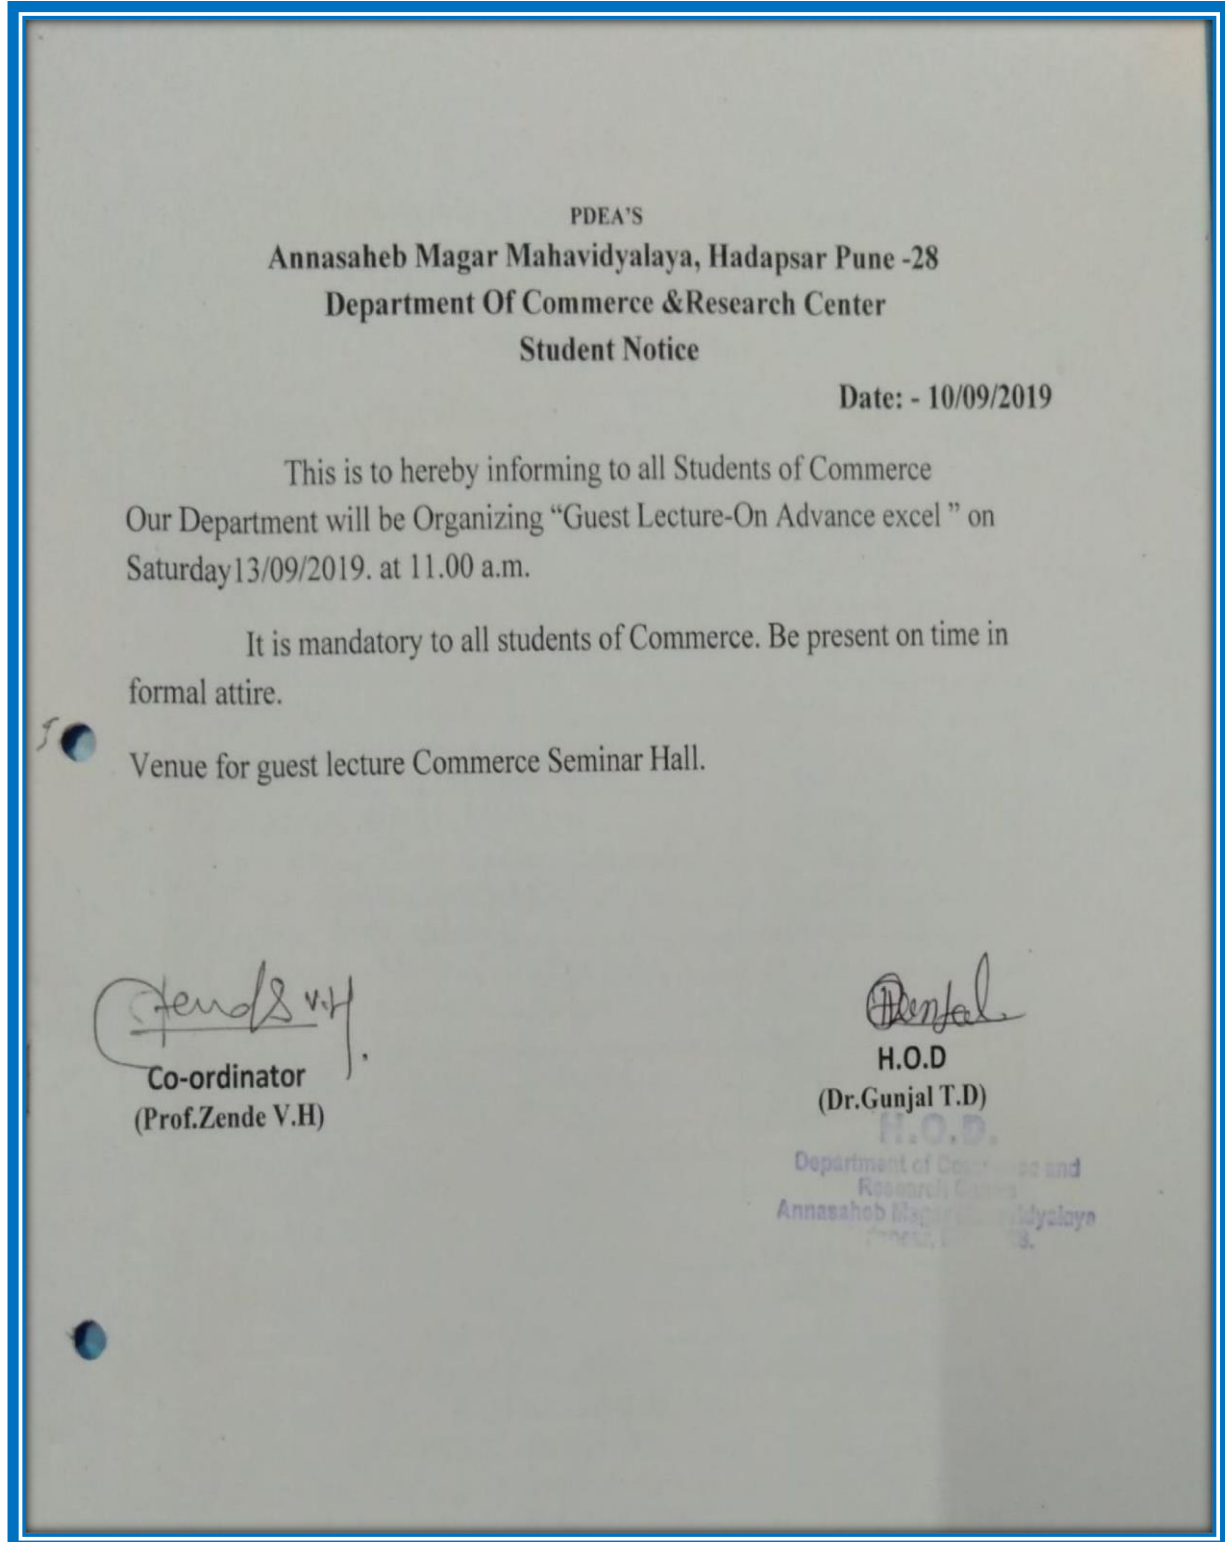 PDEA'S
Annasaheb Magar Mahavidyalaya, Hadapsar Pune -28
Department Of Commerce &Research Center
Student Notice
Date: - 10/09/2019
This is to hereby informing to all Students of Commerce
Our Department will be Organizing “Guest Lecture-On Advance excel ” on
Saturday13/09/2019. at 11.00 a.m.
It is mandatory to all students of Commerce. Be present on time in
formal attire.
Venue for guest lecture Commerce Seminar Hall.
Zende V.H
Co-ordinator
(Prof.Zende V.H)
H.O.D
(Dr.Gunjal T.D)
H.O.D.
Department of and
Research
Annasaheb